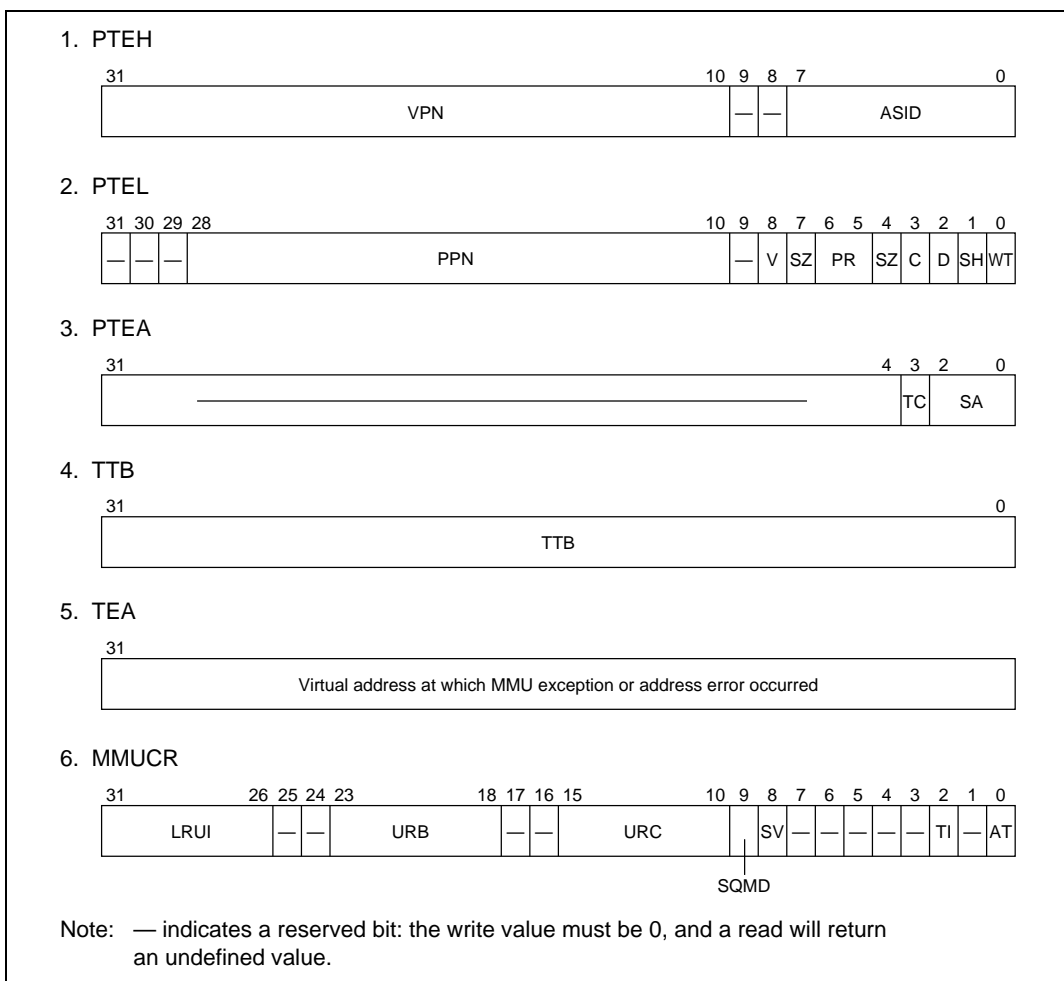 1. PTEH
31 10 9 8 7 0
VPN — — ASID
2. PTEL
31 30 29 28 10 9 8 7 6 5 4 3 2 1 0
— — — PPN — V SZ PR SZ C D SH WT
3. PTEA
31 4 3 2 0
— TC SA
4. TTB
31 0
TTB
5. TEA
31
Virtual address at which MMU exception or address error occurred
6. MMUCR
31 26 25 24 23 18 17 16 15 10 9 8 7 6 5 4 3 2 1 0
LRUI — — URB — — URC SV — — — — — TI — AT
SQMD
Note: — indicates a reserved bit: the write value must be 0, and a read will return
an undefined value.